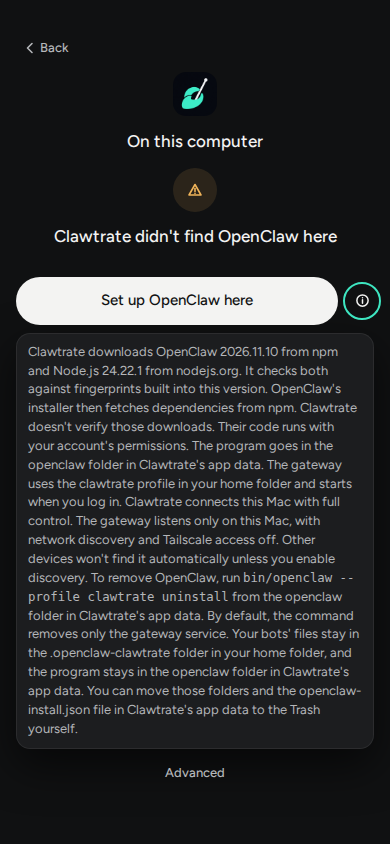 Back
On this computer
Clawtrate didn't find OpenClaw here
Set up OpenClaw here
Clawtrate downloads OpenClaw 2026.11.10 from npm
and Node.js 24.22.1 from nodejs.org. It checks both
against fingerprints built into this version. OpenClaw's
installer then fetches dependencies from npm. Clawtrate
doesn't verify those downloads. Their code runs with
your account's permissions. The program goes in the
openclaw folder in Clawtrate's app data. The gateway
uses the clawtrate profile in your home folder and starts
when you log in. Clawtrate connects this Mac with full
control. The gateway listens only on this Mac, with
network discovery and Tailscale access off. Other
devices won't find it automatically unless you enable
discovery. To remove OpenClaw, run bin/openclaw --
profile clawtrate uninstall from the openclaw
folder in Clawtrate's app data. By default, the command
removes only the gateway service. Your bots' files stay in
the .openclaw-clawtrate folder in your home folder, and
the program stays in the openclaw folder in Clawtrate's
app data. You can move those folders and the openclaw-
install.json file in Clawtrate's app data to the Trash
yourself.
Advanced